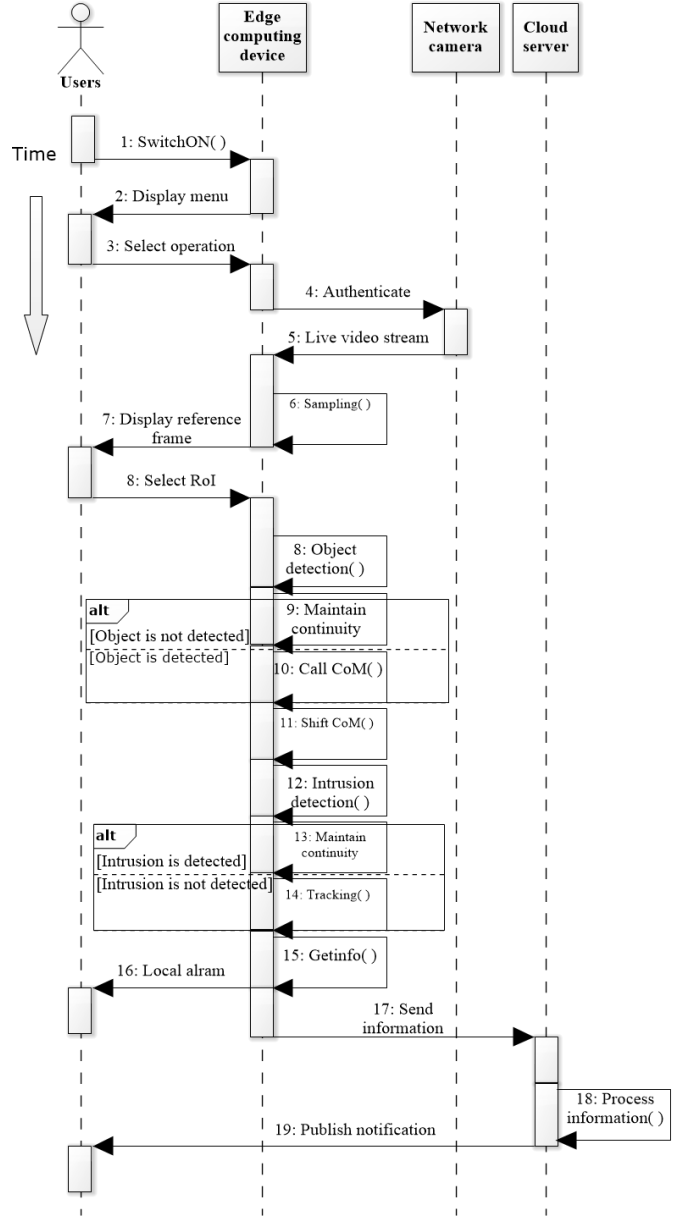 Edge
computing
device
Network
camera
Cloud
server
Users
Time
1: SwitchON( )
2: Display menu
3: Select operation
4: Authenticate
5: Live video stream
6: Sampling( )
7: Display reference
frame
8: Select RoI
8: Object
detection( )
alt
9: Maintain
continuity
[Object is not detected]
[Object is detected]
10: Call CoM( )
11: Shift CoM( )
12: Intrusion
detection( )
alt
13: Maintain
continuity
[Intrusion is detected]
[Intrusion is not detected]
14: Tracking( )
15: Getinfo( )
16: Local alram
17: Send
information
18: Process
information( )
19: Publish notification